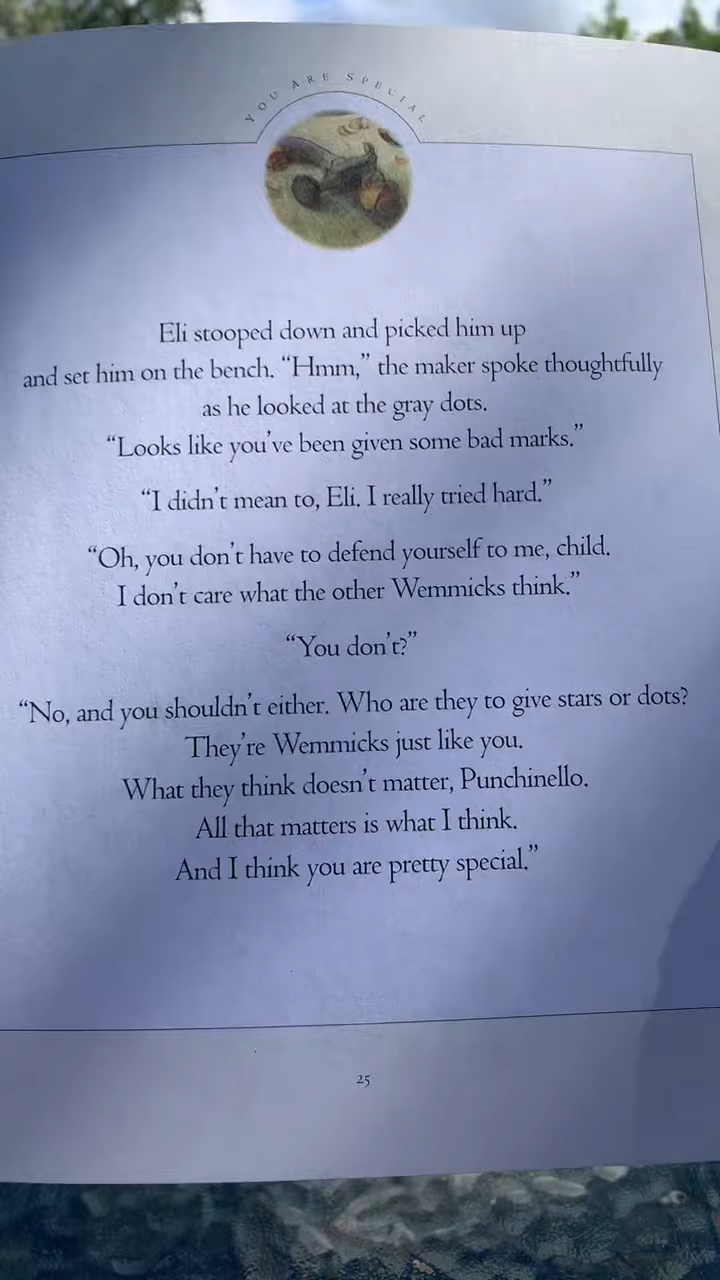 YOU ARE SPECIAL
Eli stooped down and picked him up
and set him on the bench. “Hmm,” the maker spoke thoughtfully
as he looked at the gray dots.
“Looks like you’ve been given some bad marks.”
“I didn’t mean to, Eli. I really tried hard.”
“Oh, you don’t have to defend yourself to me, child.
I don’t care what the other Wemmicks think.”
“You don’t?”
“No, and you shouldn’t either. Who are they to give stars or dots?
They’re Wemmicks just like you.
What they think doesn’t matter, Punchinello.
All that matters is what I think.
And I think you are pretty special.”
25